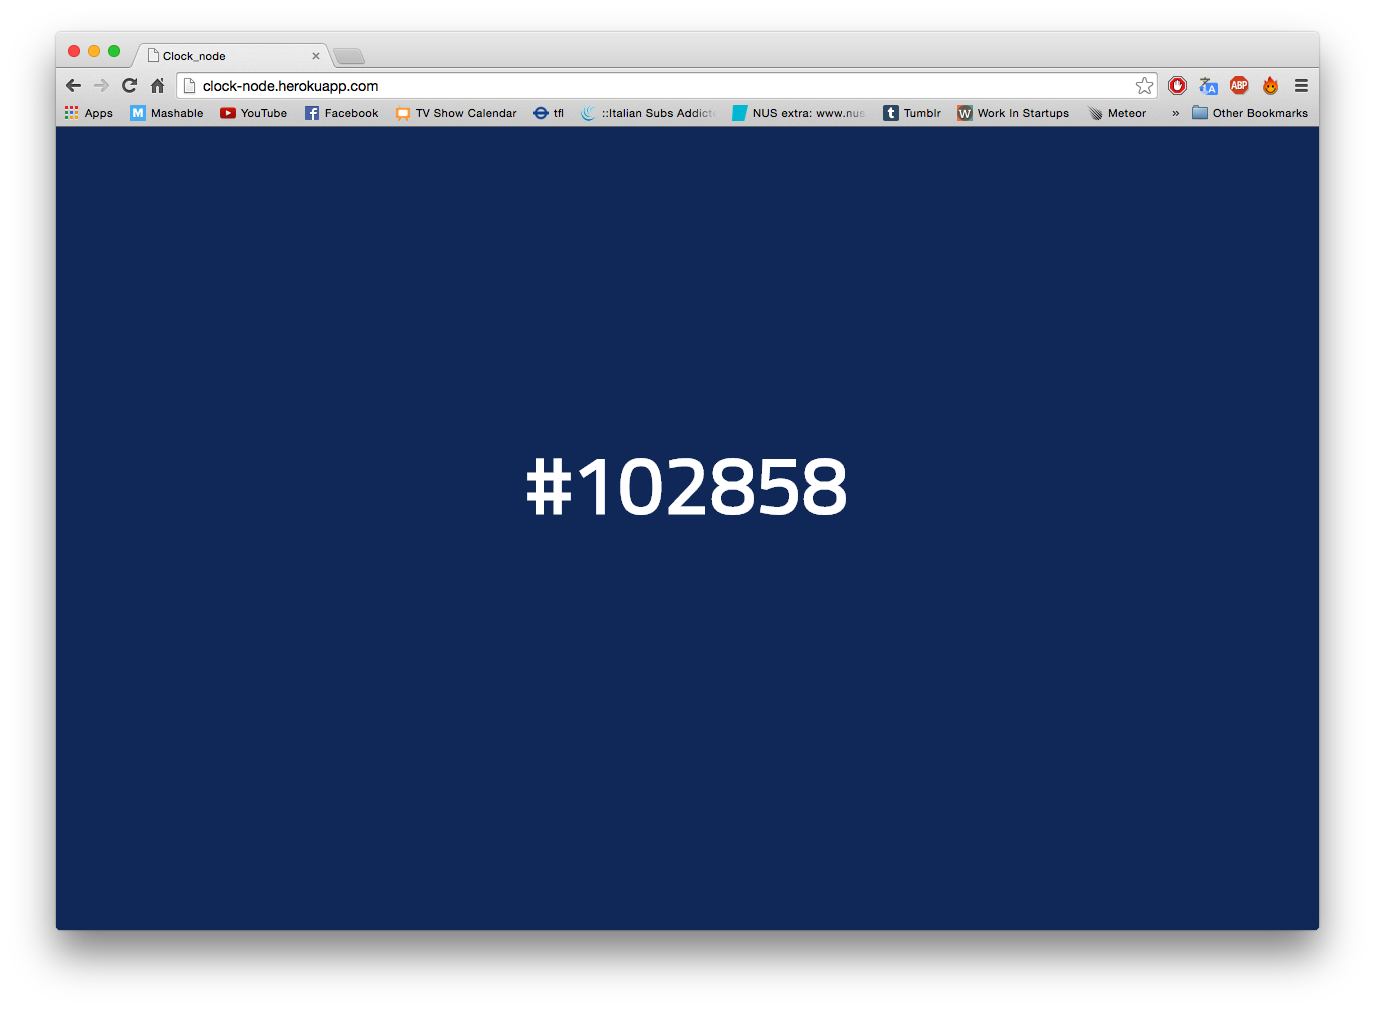 Clock_node
clock-node.herokuapp.com
ABP
Apps Mashable YouTube Facebook TV Show Calendar tfl ::Italian Subs Addict NUS extra: www.nus Tumblr Work In Startups Meteor » Other Bookmarks
#102858